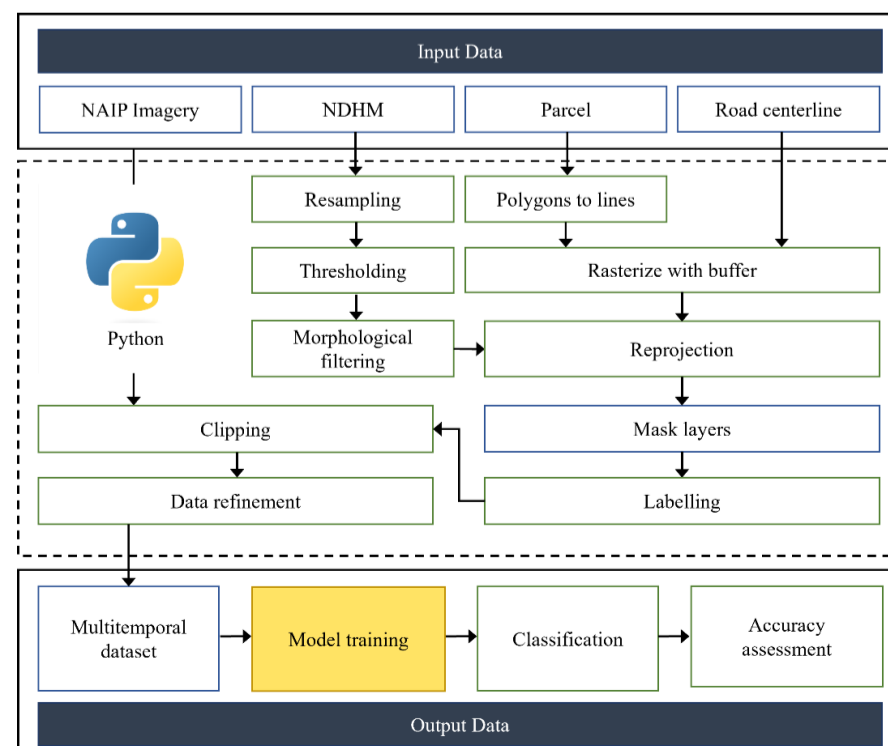 Input Data
NAIP Imagery
NDHM
Parcel
Road centerline
Resampling
Polygons to lines
Thresholding
Rasterize with buffer
Python
Morphological
filtering
Reprojection
Clipping
Mask layers
Data refinement
Labelling
Multitemporal
dataset
Model training
Classification
Accuracy
assessment
Output Data